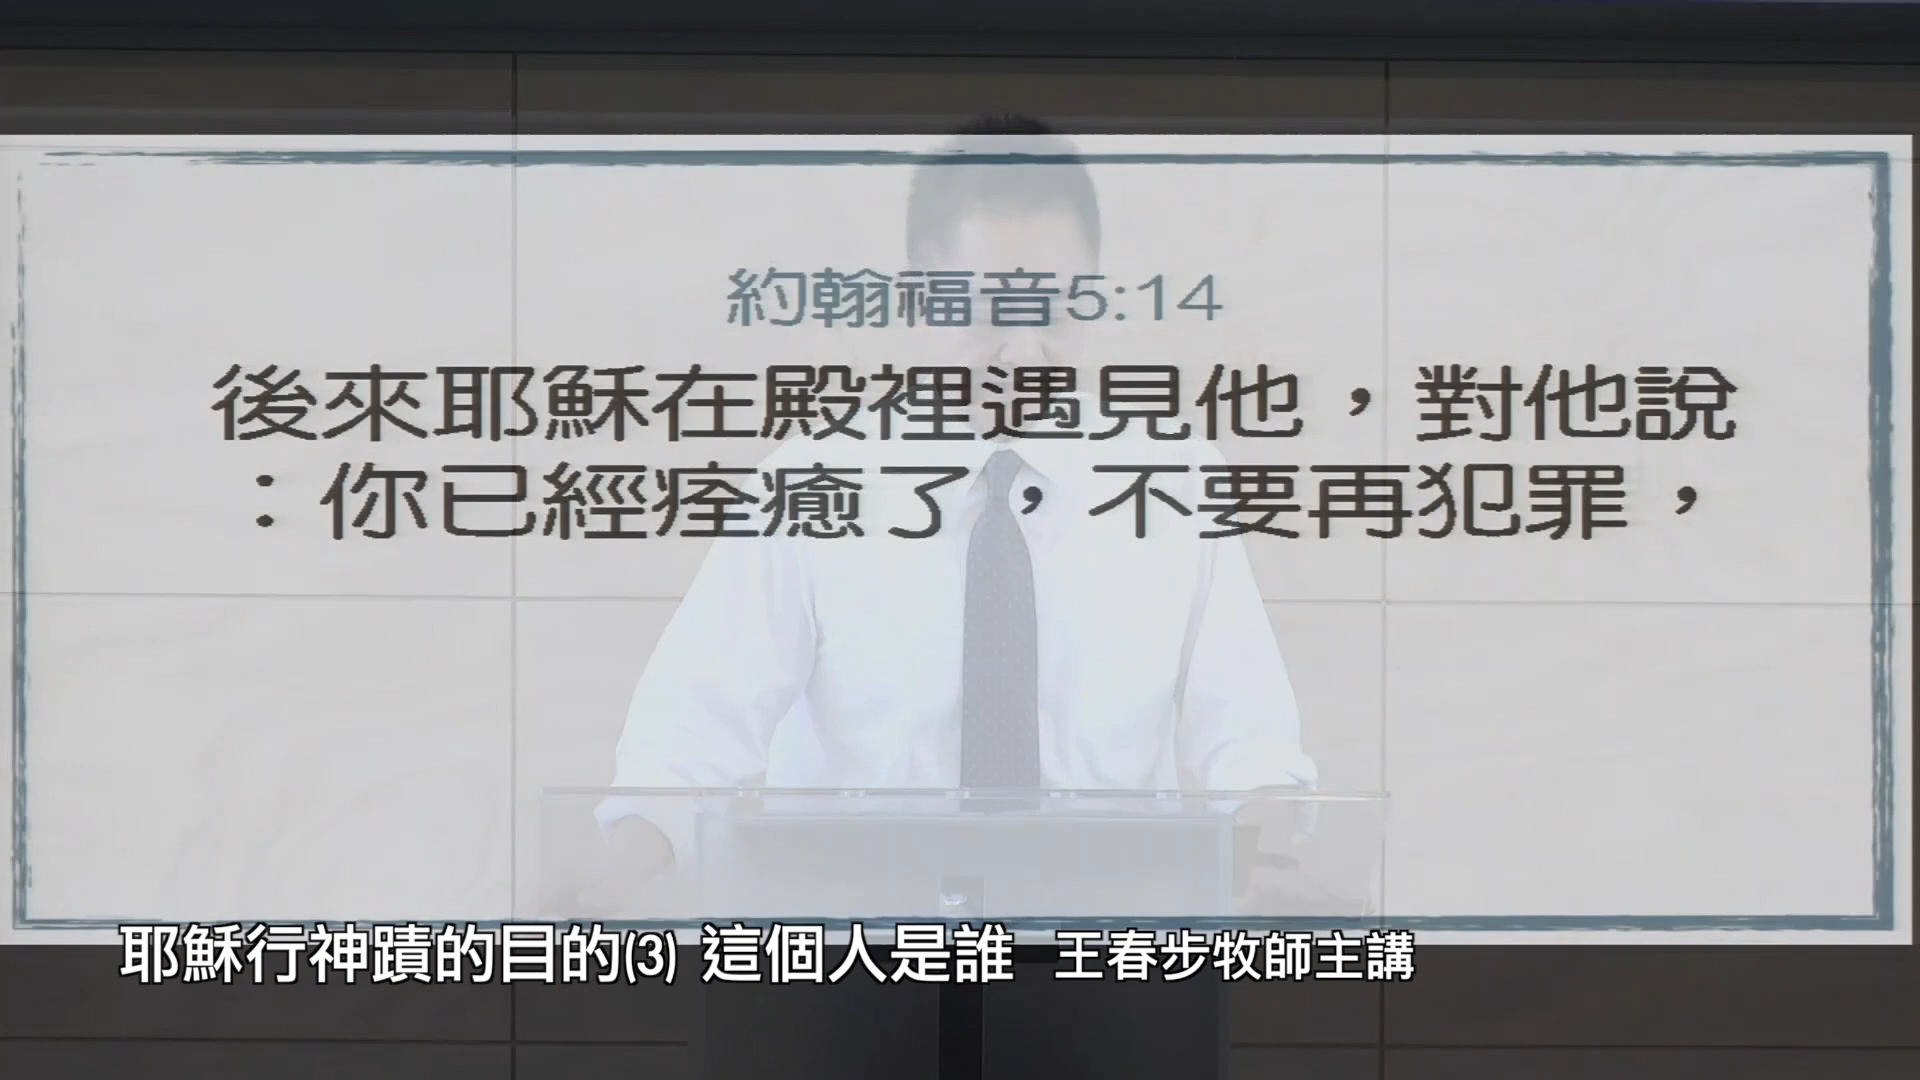 約翰福音5:14
後來耶穌在殿裡遇見他，對他說
：你已經痊癒了，不要再犯罪，
耶穌行神蹟的目的(3) 這個人是誰 王春步牧師主講